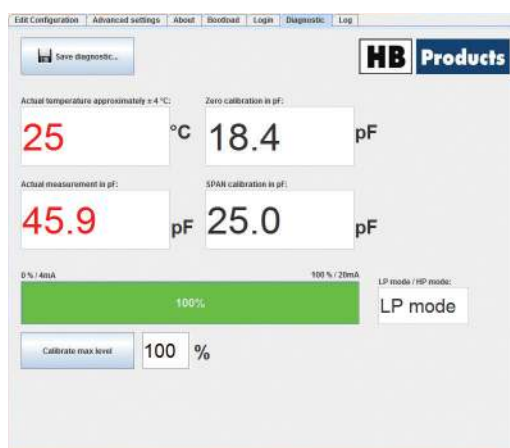 Edit Configuration Advanced settings About Bootload Login Diagnostic Log
Save diagnostic...
HB Products
Actual temperature approximately ± 4 °C: Zero calibration in pF:
25 °C 18.4 pF
Actual measurement in pF: SPAN calibration in pF:
45.9 pF 25.0 pF
0 % / 4mA 100 % / 20mA LP mode / HP mode:
100% LP mode
Calibrate max level 100 %